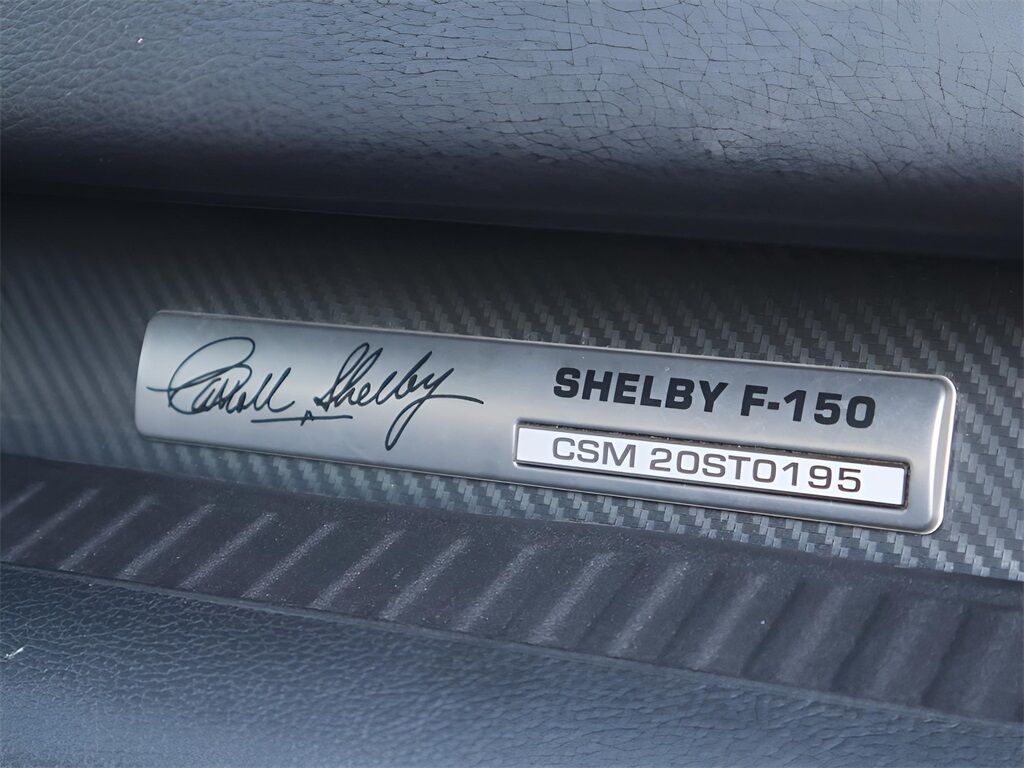 Carroll Shelby
SHELBY F-150
CSM 20ST0195